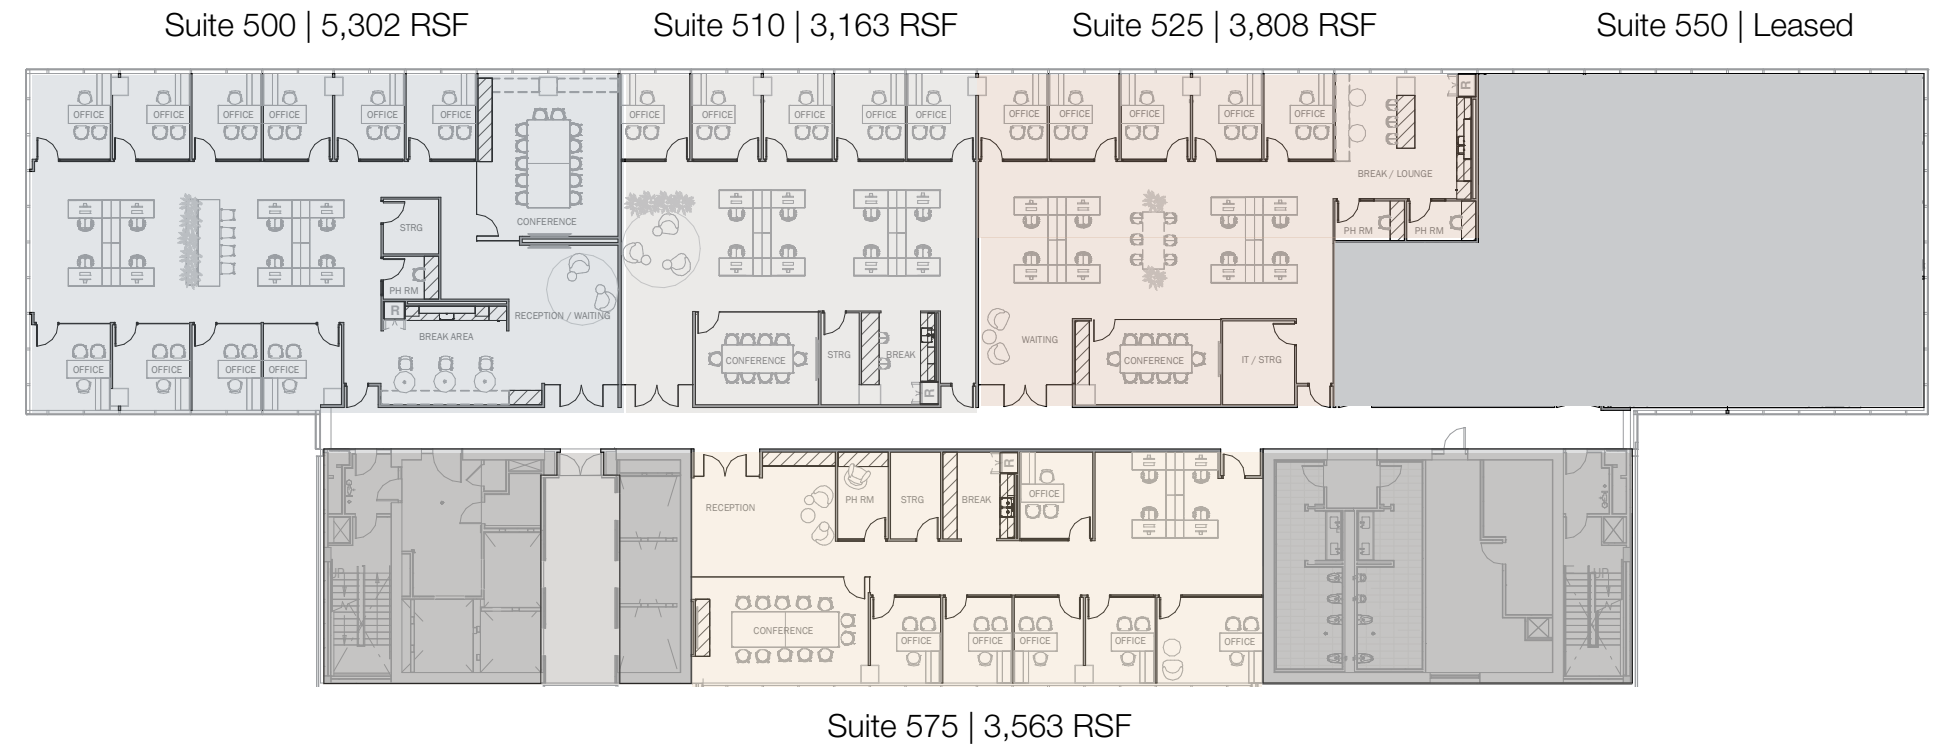 Suite 500 | 5,302 RSF
Suite 510 | 3,163 RSF
Suite 525 | 3,808 RSF
Suite 550 | Leased
OFFICE OFFICE OFFICE OFFICE OFFICE OFFICE
OFFICE OFFICE OFFICE OFFICE OFFICE
OFFICE OFFICE OFFICE OFFICE OFFICE
R
BREAK / LOUNGE
CONFERENCE
STRG
PH RM PH RM
PH RM
R
RECEPTION / WAITING
BREAK AREA
OFFICE OFFICE OFFICE OFFICE
CONFERENCE
STRG
BREAK
R
WAITING
CONFERENCE
IT / STRG
RECEPTION
PH RM
STRG
BREAK
R
OFFICE
UP
UP
CONFERENCE
OFFICE OFFICE OFFICE OFFICE OFFICE
Suite 575 | 3,563 RSF